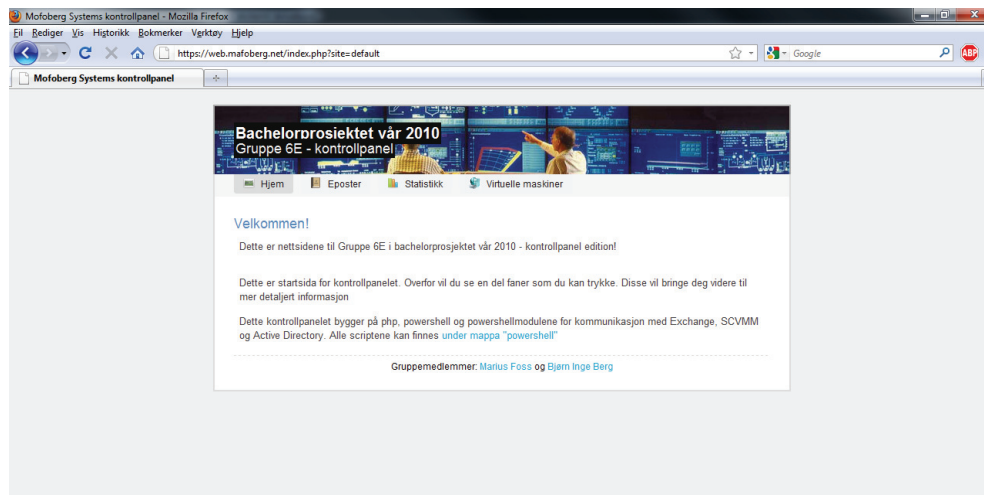 Mofoberg Systems kontrollpanel - Mozilla Firefox
Fil Rediger Vis Historikk Bokmerker Verktøy Hjelp
https://web.mafoberg.net/index.php?site=default
Google
ABP
Mofoberg Systems kontrollpanel
Bachelorprosjektet vår 2010
Gruppe 6E - kontrollpanel
Hjem Eposter Statistikk Virtuelle maskiner
Velkommen!
Dette er nettsidene til Gruppe 6E i bachelorprosjektet vår 2010 - kontrollpanel edition!
Dette er startsida for kontrollpanelet. Overfor vil du se en del faner som du kan trykke. Disse vil bringe deg videre til
mer detaljert informasjon
Dette kontrollpanelet bygger på php, powershell og powershellmodulene for kommunikasjon med Exchange, SCVMM
og Active Directory. Alle scriptene kan finnes under mappa "powershell"
Gruppemedlemmer: Marius Foss og Bjørn Inge Berg